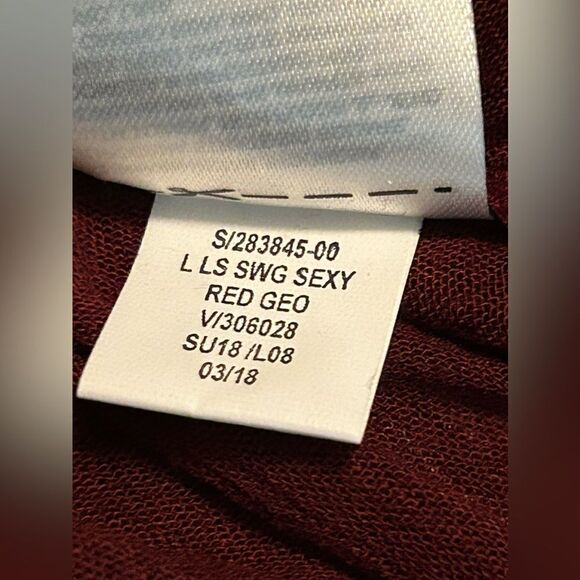 S/283845-00
L LS SWG SEXY
RED GEO
V/306028
SU18 /L08
03/18